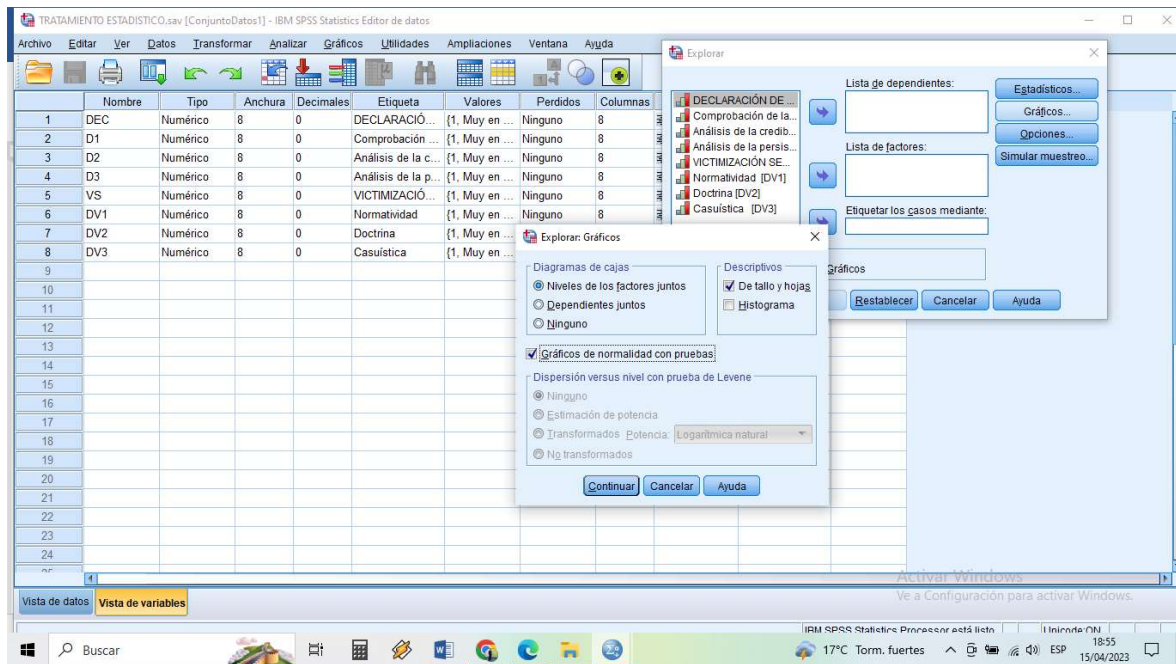 TRATAMIENTO ESTADISTICO.sav [ConjuntoDatos1] - IBM SPSS Statistics Editor de datos
Archivo Editar Ver Datos Transformar Analizar Gráficos Utilidades Ampliaciones Ventana Ayuda
Nombre Tipo Anchura Decimales Etiqueta Valores Perdidos Columnas
1 DEC Numérico 8 0 DECLARACIÓ... {1, Muy en ... Ninguno 8
2 D1 Numérico 8 0 Comprobación ... {1, Muy en ... Ninguno 8
3 D2 Numérico 8 0 Análisis de la c... {1, Muy en ... Ninguno 8
4 D3 Numérico 8 0 Análisis de la p... {1, Muy en ... Ninguno 8
5 VS Numérico 8 0 VICTIMIZACIÓ... {1, Muy en ... Ninguno 8
6 DV1 Numérico 8 0 Normatividad {1, Muy en ... Ninguno 8
7 DV2 Numérico 8 0 Doctrina {1, Muy en ...
8 DV3 Numérico 8 0 Casuística {1, Muy en ...
9
10
11
12
13
14
15
16
17
18
19
20
21
22
23
24
Explorar
DECLARACIÓN DE ...
Comprobación de la...
Análisis de la credib...
Análisis de la persis...
VICTIMIZACIÓN SE...
Normatividad [DV1]
Doctrina [DV2]
Casuística [DV3]
Lista de dependientes:
Lista de factores:
Etiquetar los casos mediante:
Estadísticos...
Gráficos...
Opciones...
Simular muestreo...
Gráficos
Restablecer Cancelar Ayuda
Explorar: Gráficos
Diagramas de cajas
Niveles de los factores juntos
Dependientes juntos
Ninguno
Descriptivos
De tallo y hojas
Histograma
Gráficos de normalidad con pruebas
Dispersión versus nivel con prueba de Levene
Ninguno
Estimación de potencia
Transformados Potencia: Logarítmica natural
No transformados
Continuar Cancelar Ayuda
Activar Windows
Ve a Configuración para activar Windows.
Vista de datos Vista de variables
IBM SPSS Statistics Processor está listo Unicode:ON
Buscar
17°C Torm. fuertes ESP 18:55
15/04/2023